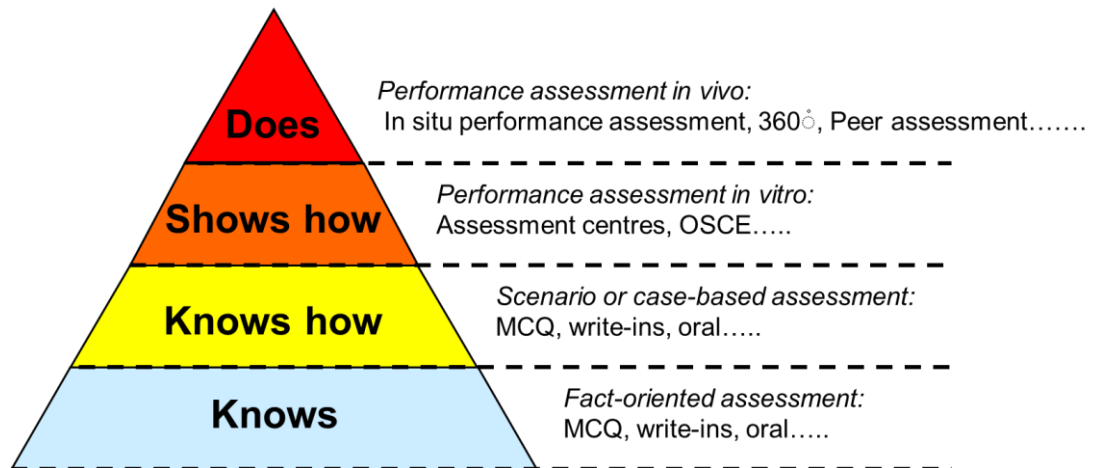 Does
Performance assessment in vivo:
In situ performance assessment, 360 ํ, Peer assessment…….
Shows how
Performance assessment in vitro:
Assessment centres, OSCE…..
Knows how
Scenario or case-based assessment:
MCQ, write-ins, oral…..
Knows
Fact-oriented assessment:
MCQ, write-ins, oral…..